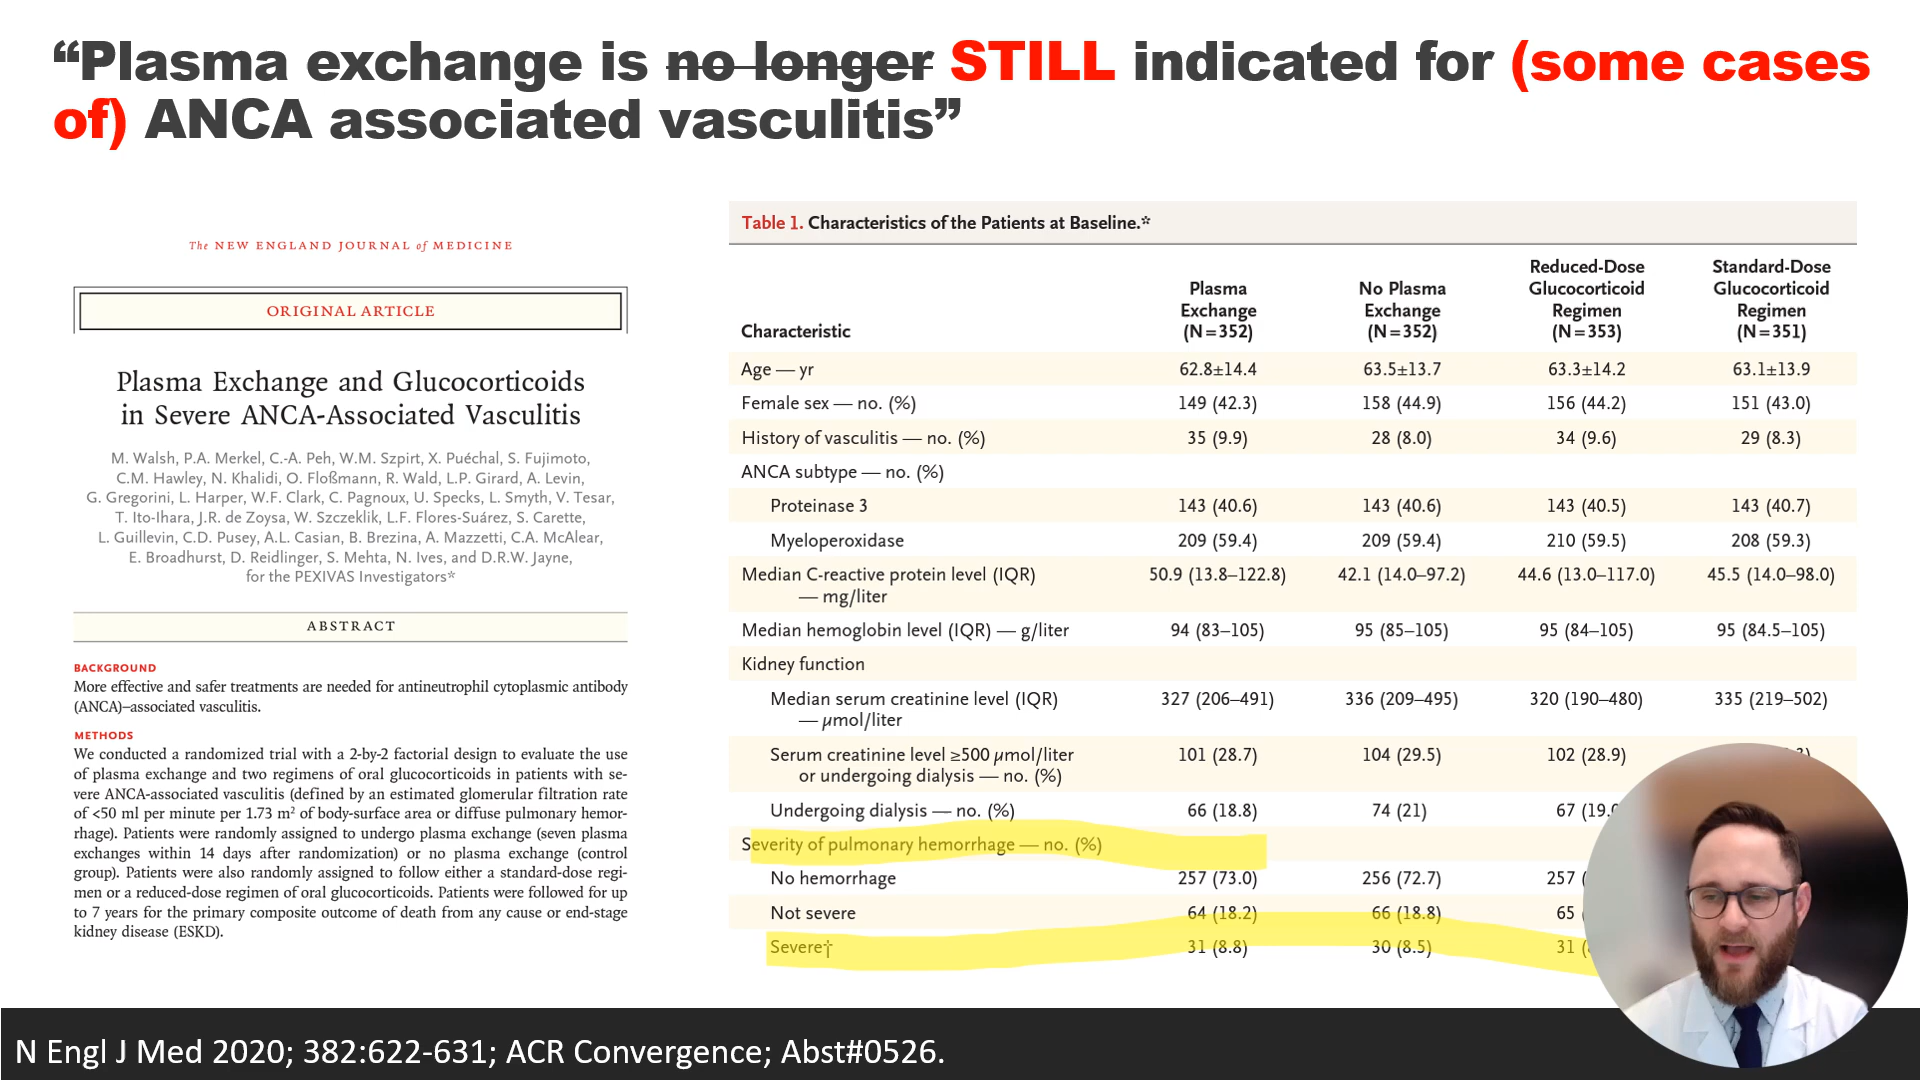 “Plasma exchange is no longer STILL indicated for (some cases
of) ANCA associated vasculitis”
The NEW ENGLAND JOURNAL of MEDICINE
ORIGINAL ARTICLE
Plasma Exchange and Glucocorticoids
in Severe ANCA-Associated Vasculitis
M. Walsh, P.A. Merkel, C.-A. Peh, W.M. Szpirt, X. Puéchal, S. Fujimoto,
C.M. Hawley, N. Khalidi, O. Floßmann, R. Wald, L.P. Girard, A. Levin,
G. Gregorini, L. Harper, W.F. Clark, C. Pagnoux, U. Specks, L. Smyth, V. Tesar,
T. Ito-Ihara, J.R. de Zoysa, W. Szczeklik, L.F. Flores-Suárez, S. Carette,
L. Guillevin, C.D. Pusey, A.L. Casian, B. Brezina, A. Mazzetti, C.A. McAlear,
E. Broadhurst, D. Reidlinger, S. Mehta, N. Ives, and D.R.W. Jayne,
for the PEXIVAS Investigators*
ABSTRACT
BACKGROUND
More effective and safer treatments are needed for antineutrophil cytoplasmic antibody
(ANCA)–associated vasculitis.
METHODS
We conducted a randomized trial with a 2-by-2 factorial design to evaluate the use
of plasma exchange and two regimens of oral glucocorticoids in patients with se-
vere ANCA-associated vasculitis (defined by an estimated glomerular filtration rate
of <50 ml per minute per 1.73 m² of body-surface area or diffuse pulmonary hemor-
rhage). Patients were randomly assigned to undergo plasma exchange (seven plasma
exchanges within 14 days after randomization) or no plasma exchange (control
group). Patients were also randomly assigned to follow either a standard-dose regi-
men or a reduced-dose regimen of oral glucocorticoids. Patients were followed for up
to 7 years for the primary composite outcome of death from any cause or end-stage
kidney disease (ESKD).
Table 1. Characteristics of the Patients at Baseline.*
Characteristic
Plasma
Exchange
(N=352)
No Plasma
Exchange
(N=352)
Reduced-Dose
Glucocorticoid
Regimen
(N=353)
Standard-Dose
Glucocorticoid
Regimen
(N=351)
Age — yr 62.8±14.4 63.5±13.7 63.3±14.2 63.1±13.9
Female sex — no. (%) 149 (42.3) 158 (44.9) 156 (44.2) 151 (43.0)
History of vasculitis — no. (%) 35 (9.9) 28 (8.0) 34 (9.6) 29 (8.3)
ANCA subtype — no. (%)
Proteinase 3 143 (40.6) 143 (40.6) 143 (40.5) 143 (40.7)
Myeloperoxidase 209 (59.4) 209 (59.4) 210 (59.5) 208 (59.3)
Median C-reactive protein level (IQR) 50.9 (13.8–122.8) 42.1 (14.0–97.2) 44.6 (13.0–117.0) 45.5 (14.0–98.0)
— mg/liter
Median hemoglobin level (IQR) — g/liter 94 (83–105) 95 (85–105) 95 (84–105) 95 (84.5–105)
Kidney function
Median serum creatinine level (IQR) 327 (206–491) 336 (209–495) 320 (190–480) 335 (219–502)
— µmol/liter
Serum creatinine level ≥500 µmol/liter 101 (28.7) 104 (29.5) 102 (28.9)
or undergoing dialysis — no. (%)
Undergoing dialysis — no. (%) 66 (18.8) 74 (21) 67
Severity of pulmonary hemorrhage — no. (%)
No hemorrhage 257 (73.0) 256 (72.7) 257
Not severe 64 (18.2) 66 (18.8) 65
Severe† 31 (8.8) 30 (8.5) 31
N Engl J Med 2020; 382:622-631; ACR Convergence; Abst#0526.